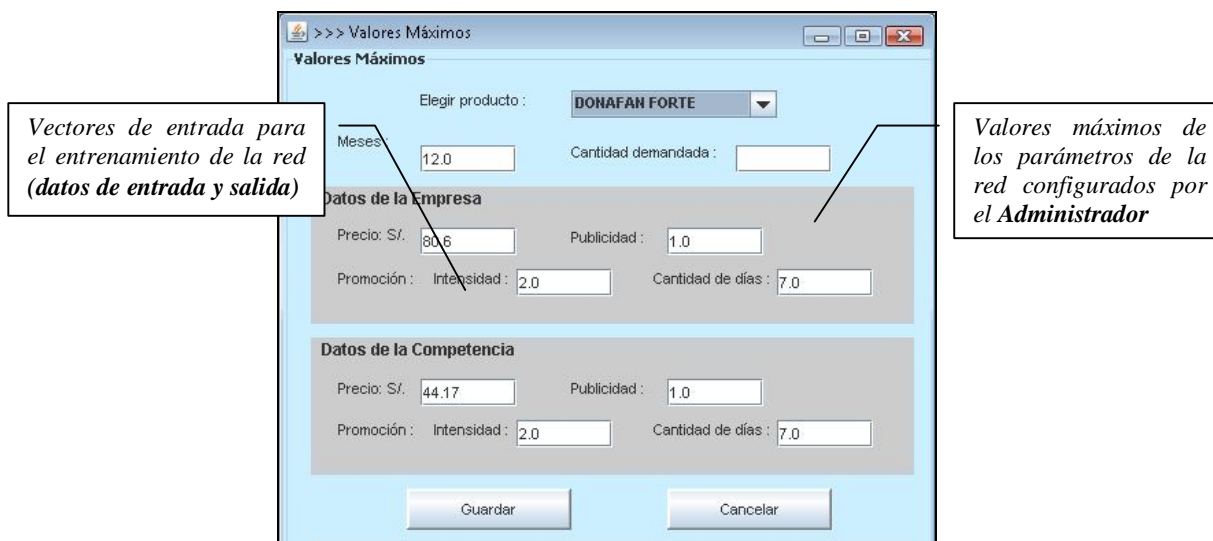 >>> Valores Máximos
Valores Máximos
Elegir producto : DONAFAN FORTE
Meses : 12.0 Cantidad demandada :
Datos de la Empresa
Precio: S/. 80.6 Publicidad : 1.0
Promoción : Intensidad : 2.0 Cantidad de días : 7.0
Datos de la Competencia
Precio: S/. 44.17 Publicidad : 1.0
Promoción : Intensidad : 2.0 Cantidad de días : 7.0
Guardar Cancelar
Vectores de entrada para
el entrenamiento de la red
(datos de entrada y salida)
Valores máximos de
los parámetros de la
red configurados por
el Administrador